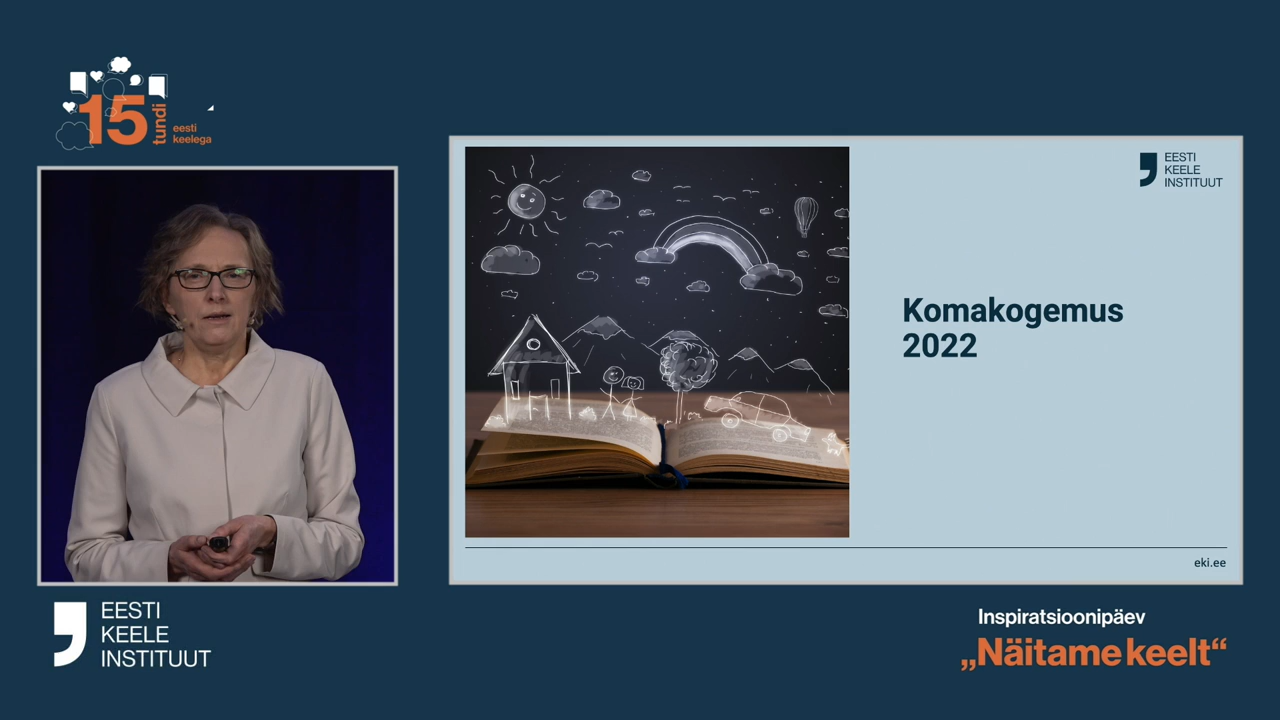 15
tundi
eesti
keelega
EESTI
KEELE
INSTITUUT
Komakogemus
2022
eki.ee
EESTI
KEELE
INSTITUUT
Inspiratsioonipäev
„Näitame keelt“